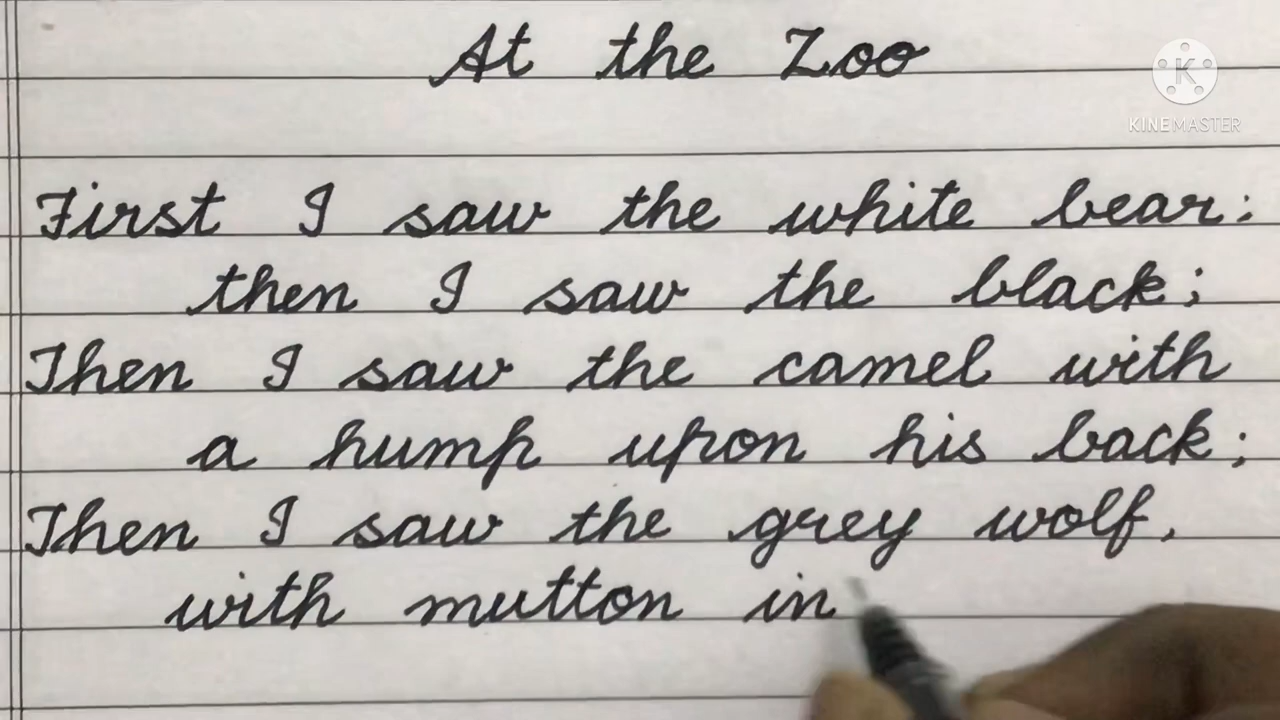 At the Zoo
K
KINEMASTER
First I saw the white bear:
then I saw the black;
Then I saw the camel with
a hump upon his back;
Then I saw the grey wolf,
with mutton in